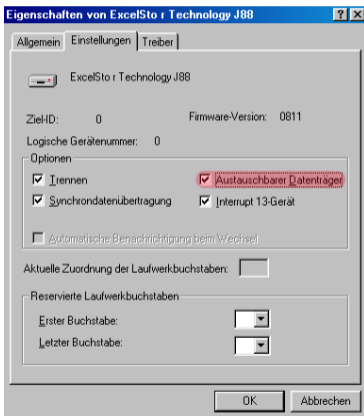 Eigenschaften von ExcelSto r Technology J88
Allgemein Einstellungen Treiber
ExcelSto r Technology J88
Ziel-ID: 0 Firmware-Version: 0811
Logische Gerätenummer: 0
Optionen
Trennen Austauschbarer Datenträger
Synchrondatenübertragung Interrupt 13-Gerät
Automatische Benachrichtigung beim Wechsel
Aktuelle Zuordnung der Laufwerkbuchstaben:
Reservierte Laufwerkbuchstaben
Erster Buchstabe:
Letzter Buchstabe:
OK Abbrechen